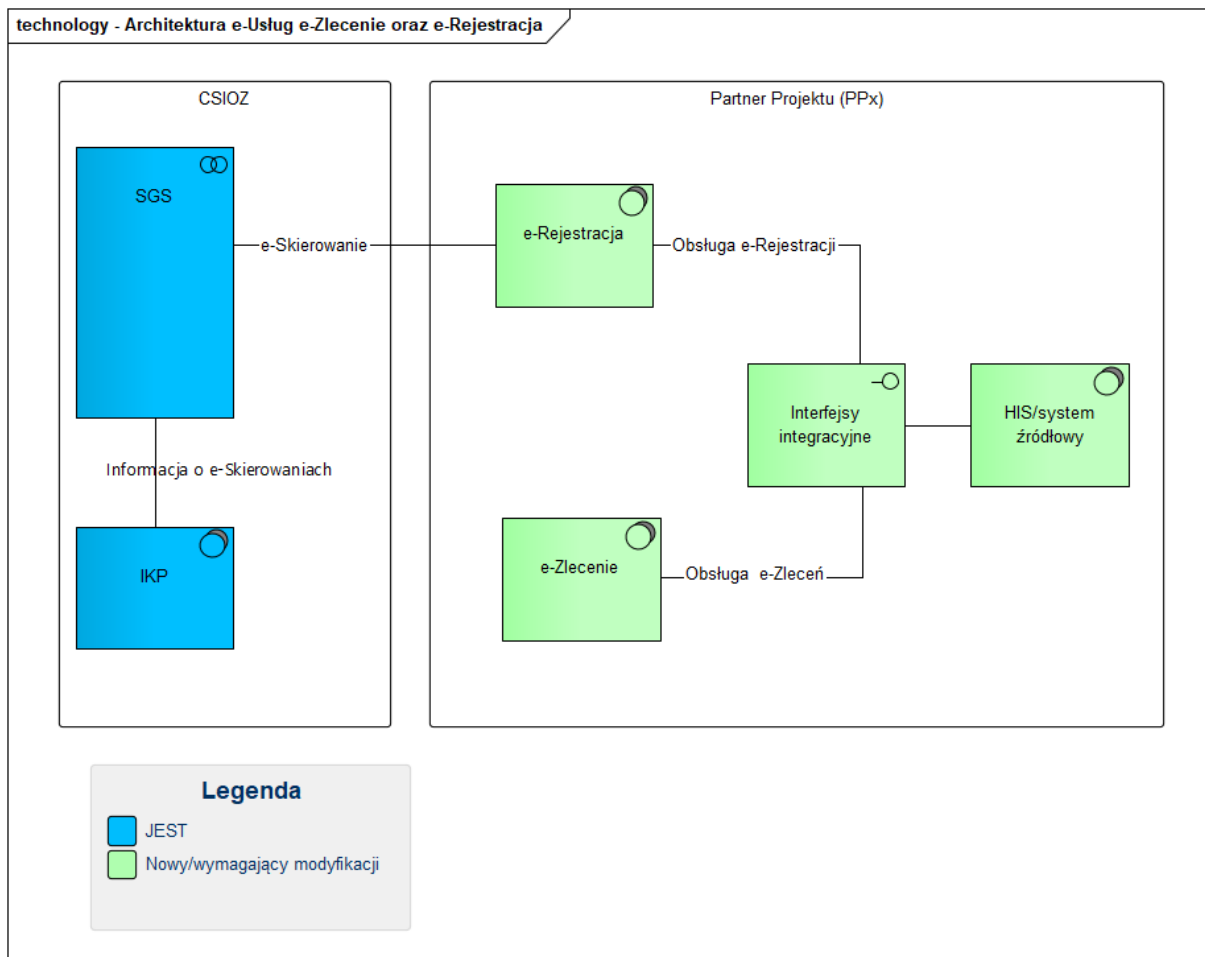 technology - Architektura e-Usług e-Zlecenie oraz e-Rejestracja
CSIOZ
Partner Projektu (PPx)
SGS
e-Skierowanie
e-Rejestracja
Obsługa e-Rejestracji
Interfejsy
integracyjne
HIS/system
źródłowy
Informacja o e-Skierowaniach
IKP
e-Zlecenie
Obsługa  e-Zleceń
Legenda
JEST
Nowy/wymagający modyfikacji